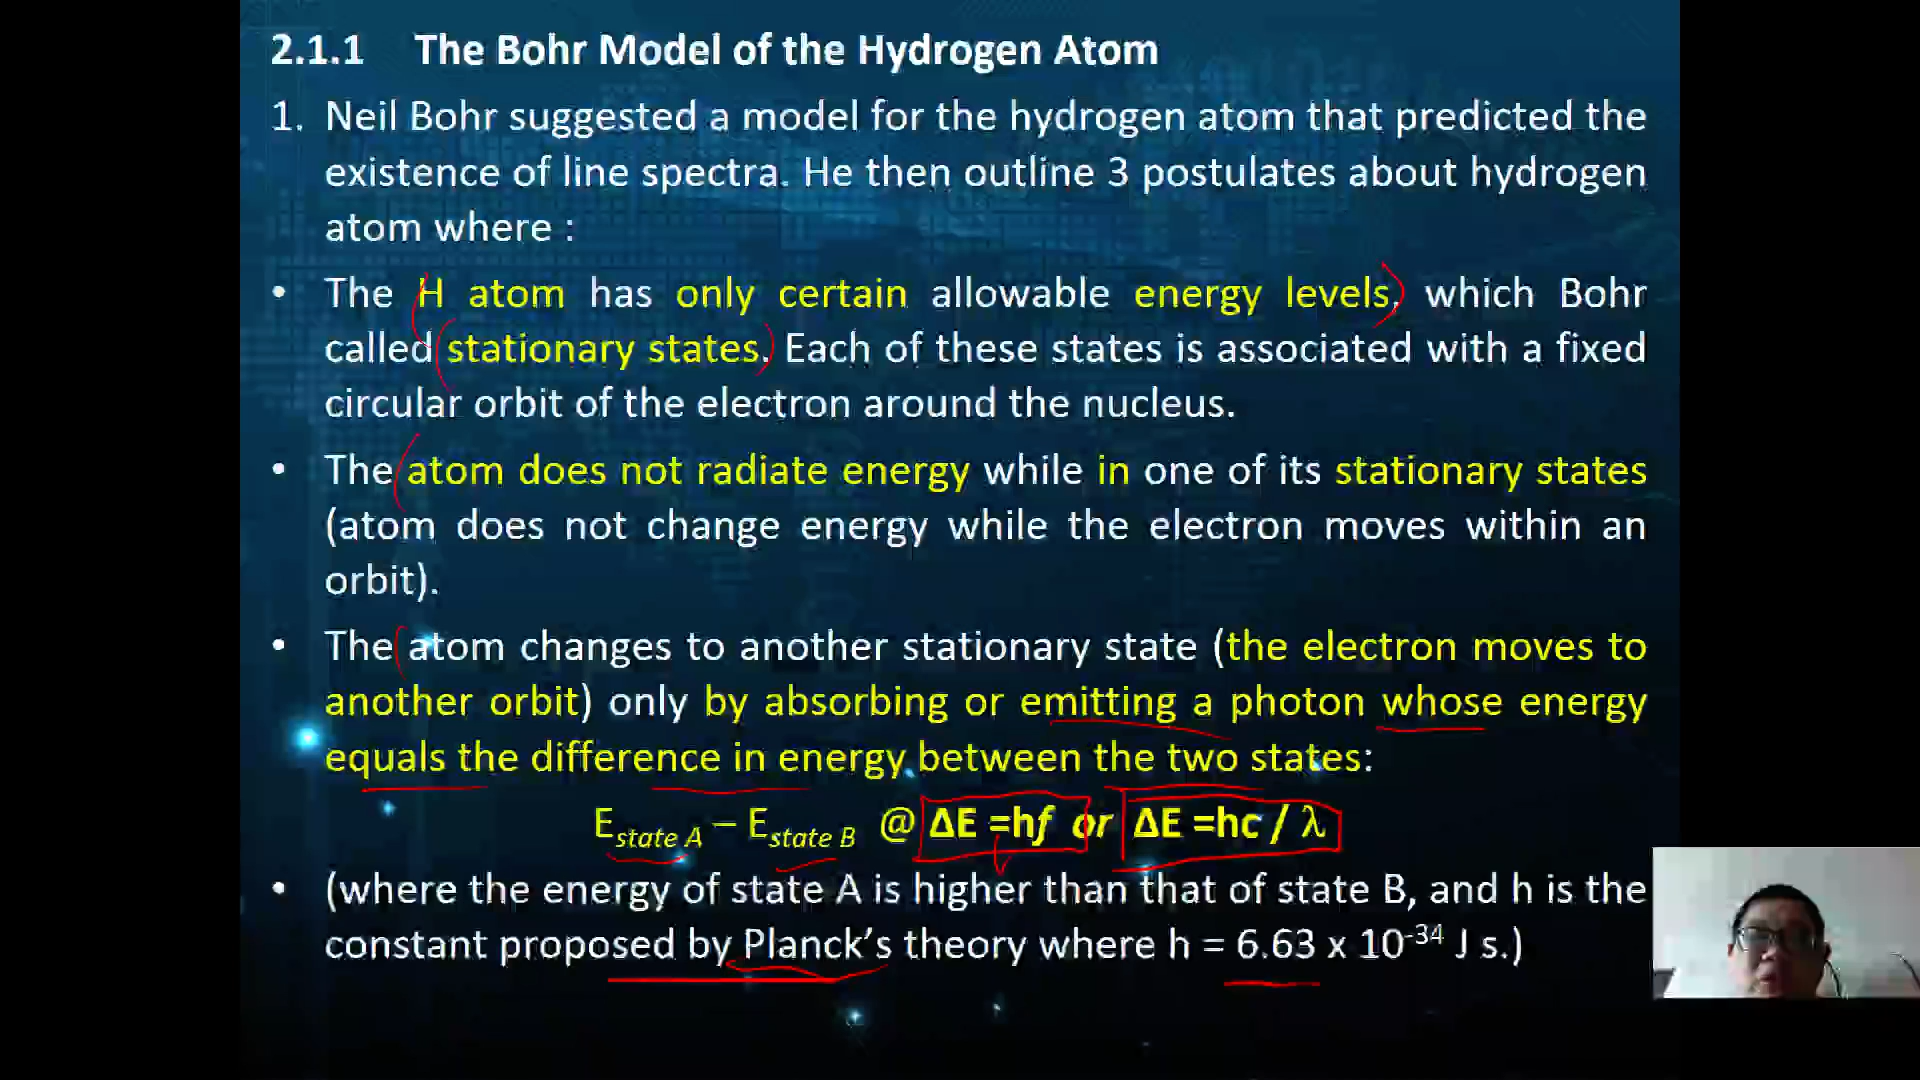 2.1.1 The Bohr Model of the Hydrogen Atom
1. Neil Bohr suggested a model for the hydrogen atom that predicted the
existence of line spectra. He then outline 3 postulates about hydrogen
atom where :
• The H atom has only certain allowable energy levels, which Bohr
called stationary states. Each of these states is associated with a fixed
circular orbit of the electron around the nucleus.
• The atom does not radiate energy while in one of its stationary states
(atom does not change energy while the electron moves within an
orbit).
• The atom changes to another stationary state (the electron moves to
another orbit) only by absorbing or emitting a photon whose energy
equals the difference in energy between the two states:
E state A – E state B @ ΔE =hf or ΔE =hc / λ
• (where the energy of state A is higher than that of state B, and h is the
constant proposed by Planck’s theory where h = 6.63 x 10-34 J s.)